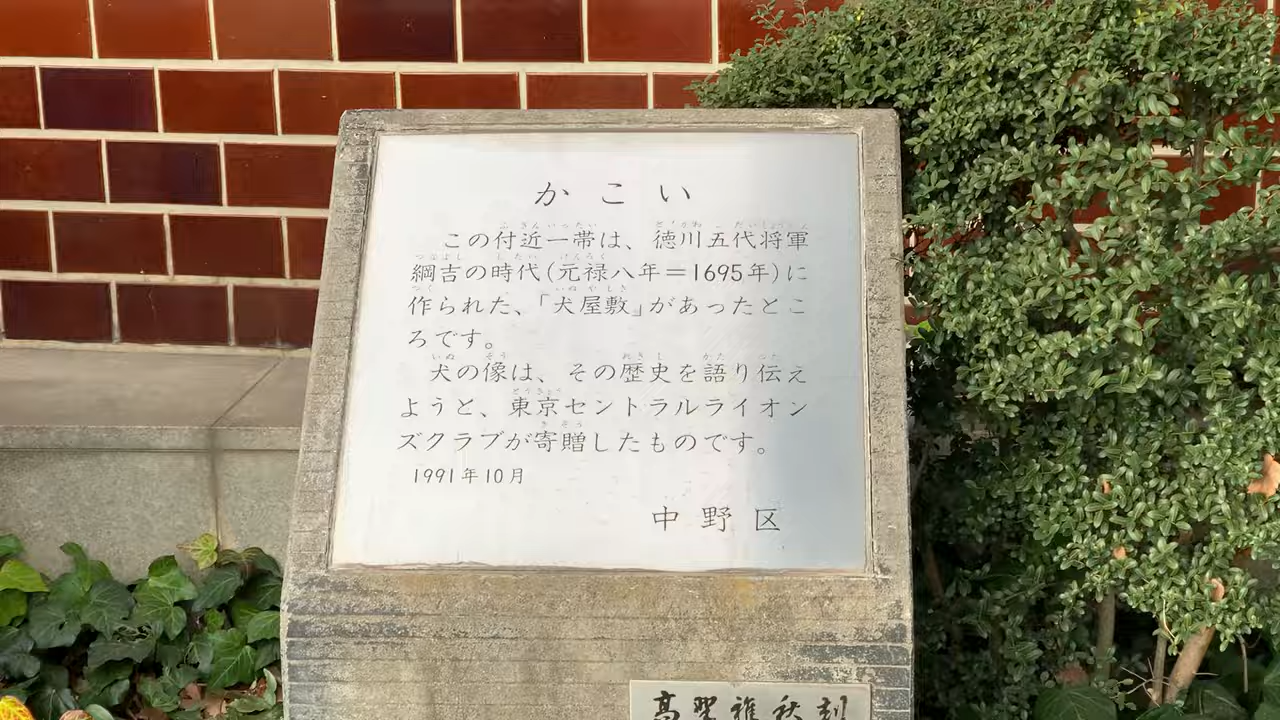 かこい
この付近一帯は、徳川五代将軍
綱吉の時代(元禄八年＝1695年)に
作られた、「犬屋敷」があったとこ
ろです。
犬の像は、その歴史を語り伝え
ようと、東京セントラルライオン
ズクラブが寄贈したものです。
1991年10月
中野区